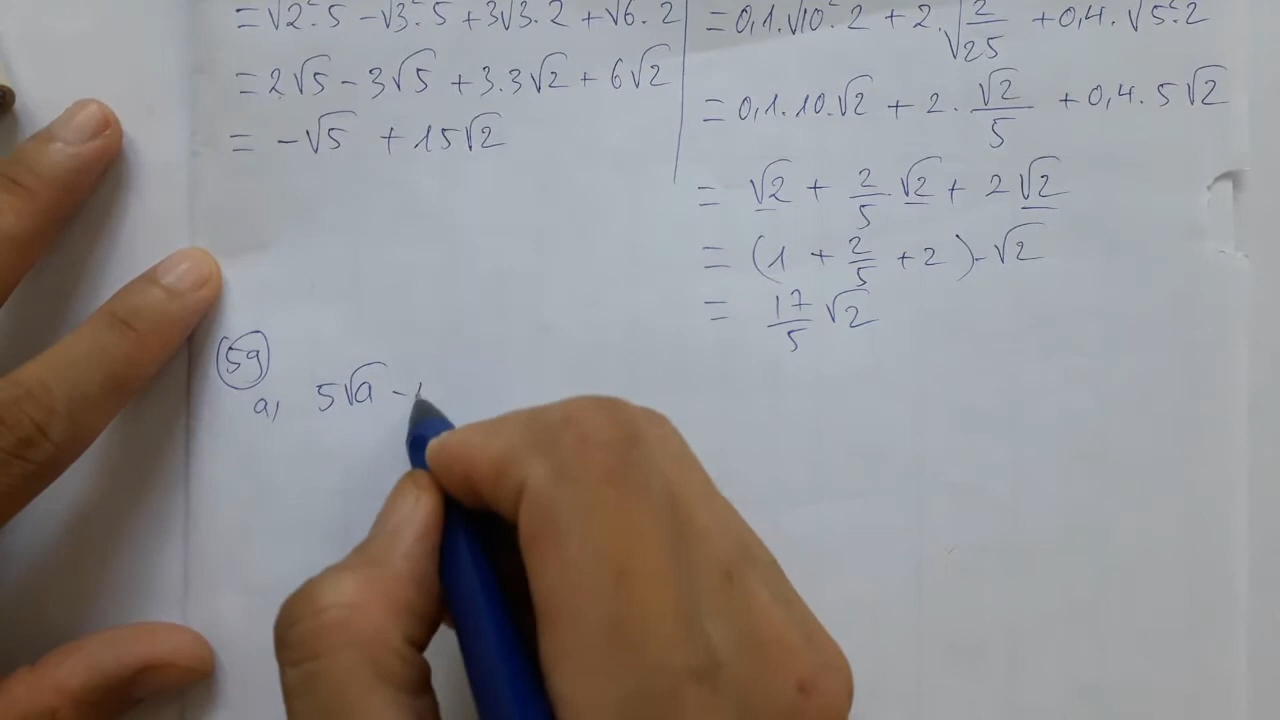 = √2².5 - √3².5 + 3√3².2 + √6².2
= 2√5 - 3√5 + 3.3√2 + 6√2
= -√5 + 15√2
= 0,1.√10².2 + 2.√2/25 + 0,4.√5².2
= 0,1.10.√2 + 2.√2/5 + 0,4.5√2
= √2 + 2/5 √2 + 2√2
= (1 + 2/5 + 2).√2
= 17/5 √2
59
a, 5√a -